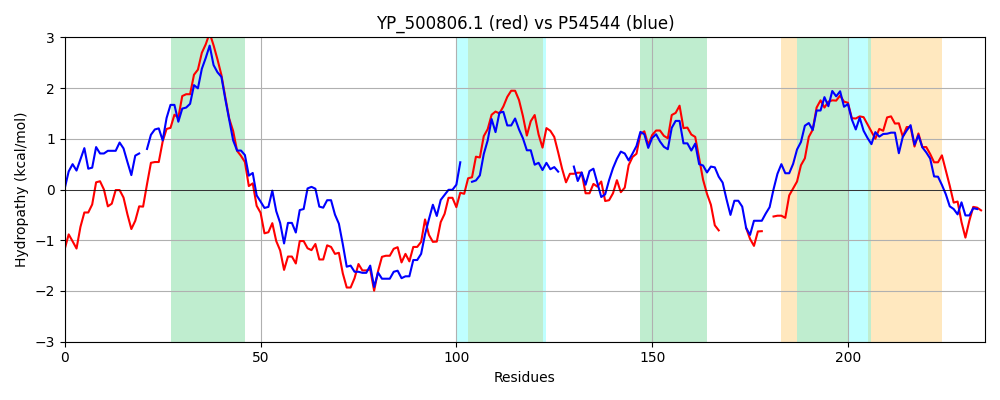 YP_500806.1 (red) vs P54544 (blue)
Hydropathy (kcal/mol)
3
2
1
0
−1
−2
−3
0 50 100 150 200
Residues